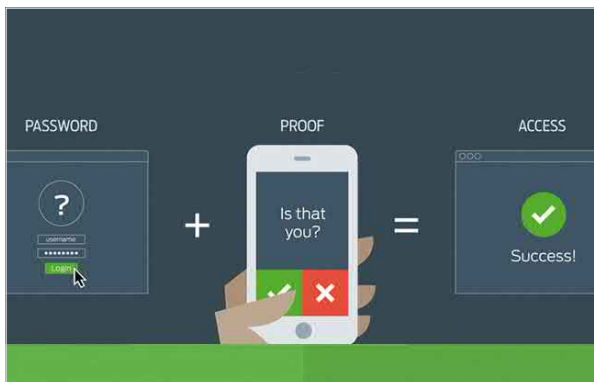 PASSWORD
PROOF
ACCESS
?
username
Login
Is that
you?
+
=
Success!